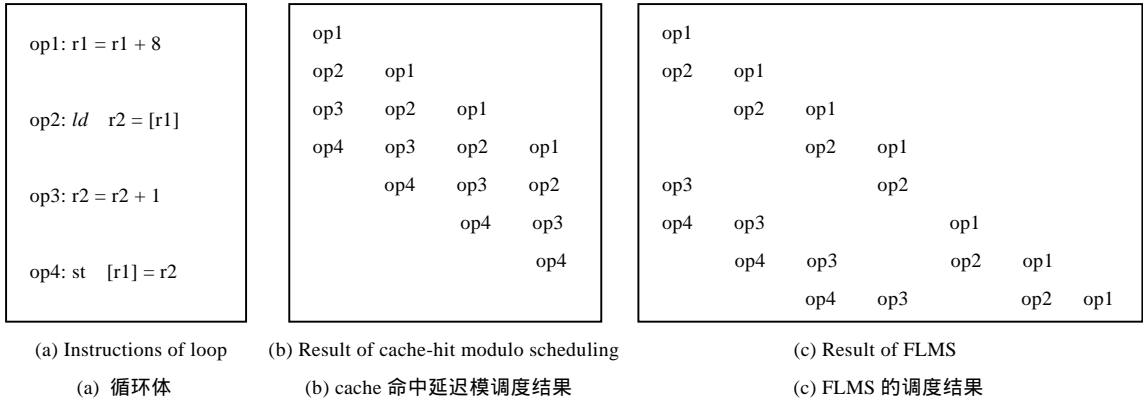 op1: r1 = r1 + 8
op2: ld r2 = [r1]
op3: r2 = r2 + 1
op4: st [r1] = r2
op1
op2 op1
op3 op2 op1
op4 op3 op2 op1
op4 op3 op2
op4 op3
op4
op1
op2 op1
op2 op1
op2 op1
op3 op2
op4 op3 op1
op4 op3 op2 op1
op4 op3 op2 op1
(a) Instructions of loop
(b) Result of cache-hit modulo scheduling
(c) Result of FLMS
(a) 循环体
(b) cache 命中延迟模调度结果
(c) FLMS 的调度结果